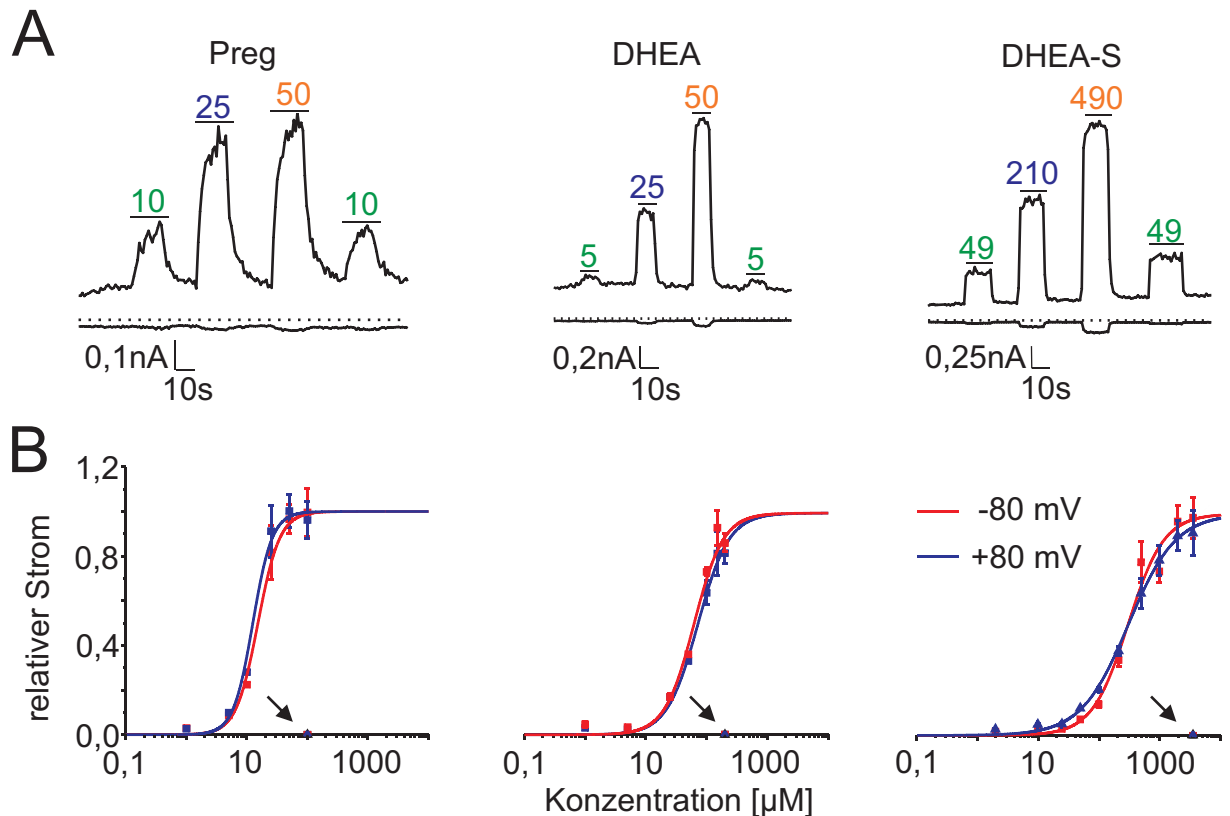 A
Preg
DHEA
DHEA-S
10
25
50
10
5
25
50
5
49
210
490
49
0,1nA
10s
0,2nA
10s
0,25nA
10s
B
relativer Strom
1,2
0,8
0,4
0,0
0,1
10
1000
0,1
10
1000
0,1
10
1000
-80 mV
+80 mV
Konzentration [µM]